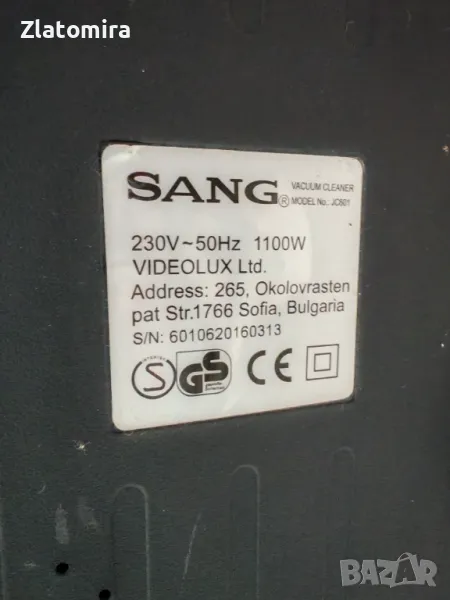 Zlatomira
SANG®
VACUUM CLEANER
MODEL No.: JC601
230V~50Hz 1100W
VIDEOLUX Ltd.
Address: 265, Okolovrasten
pat Str.1766 Sofia, Bulgaria
S/N: 6010620160313
S GS CE
bazar